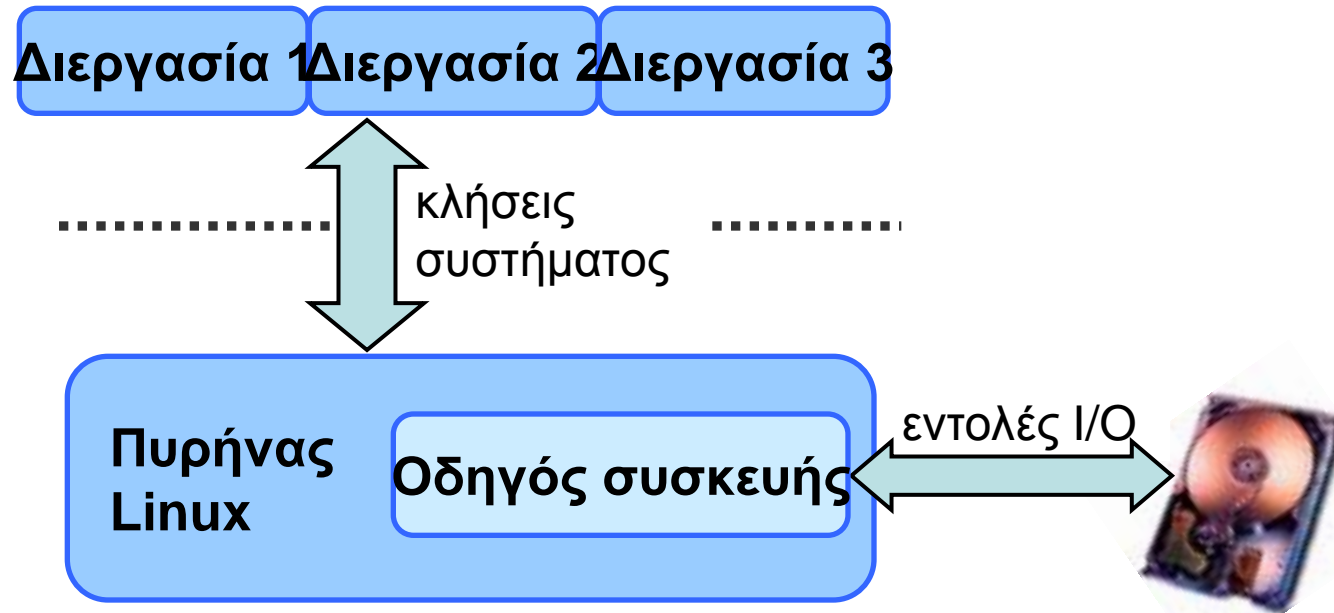 Διεργασία 1
Διεργασία 2
Διεργασία 3
κλήσεις
συστήματος
εντολές I/O
Πυρήνας
Linux
Οδηγός συσκευής